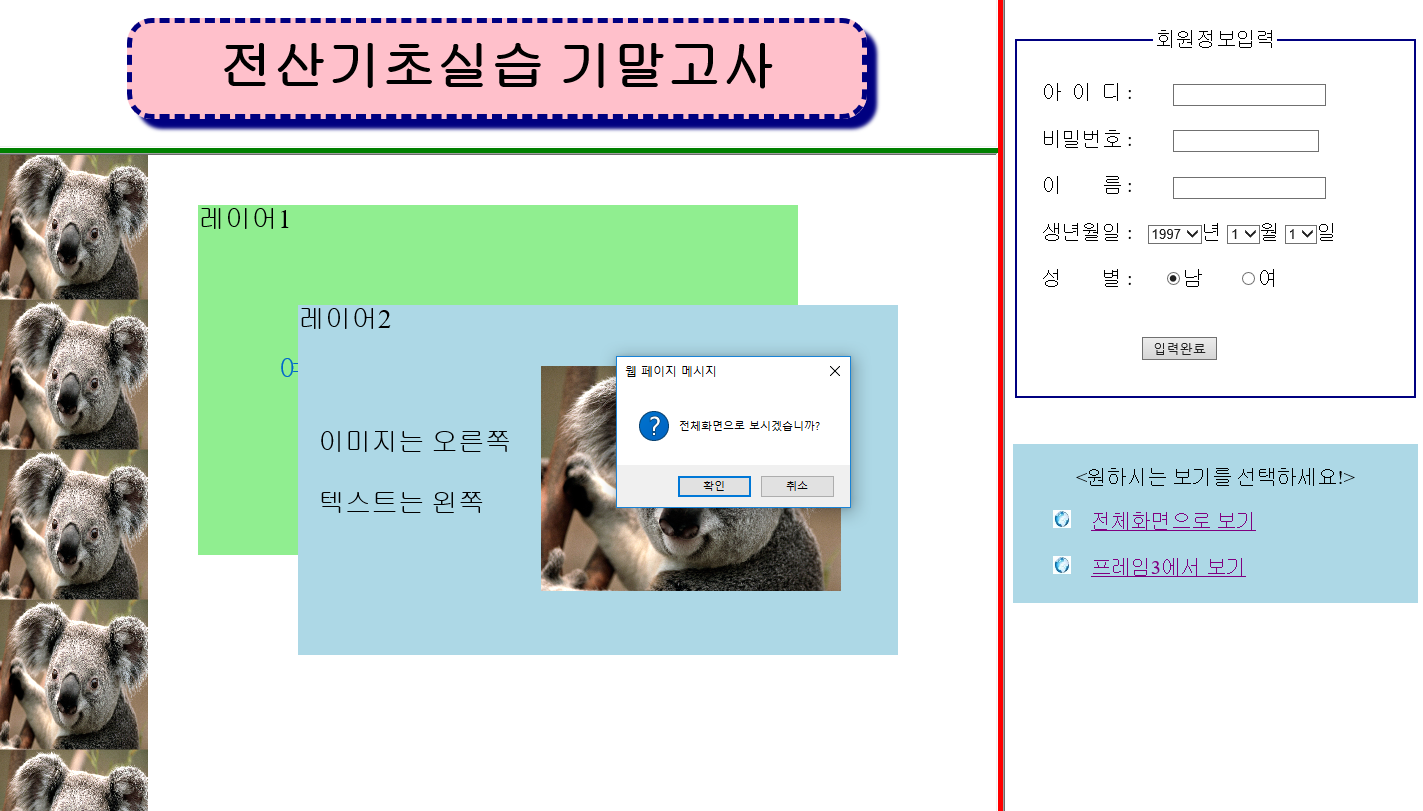 전산기초실습 기말고사
레이어1
레이어2
이미지는 오른쪽
텍스트는 왼쪽
웹 페이지 메시지
전체화면으로 보시겠습니까?
확인 취소
회원정보입력
아 이 디 :
비밀번호 :
이 름 :
생년월일 : 1997 년 1 월 1 일
성 별 : 남 여
입력완료
<원하시는 보기를 선택하세요!>
전체화면으로 보기
프레임3에서 보기